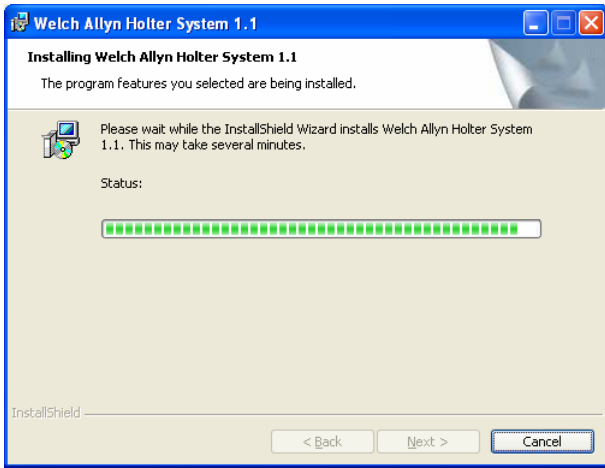 Welch Allyn Holter System 1.1
Installing Welch Allyn Holter System 1.1
The program features you selected are being installed.
Please wait while the InstallShield Wizard installs Welch Allyn Holter System
1.1. This may take several minutes.
Status:
InstallShield
< Back Next > Cancel